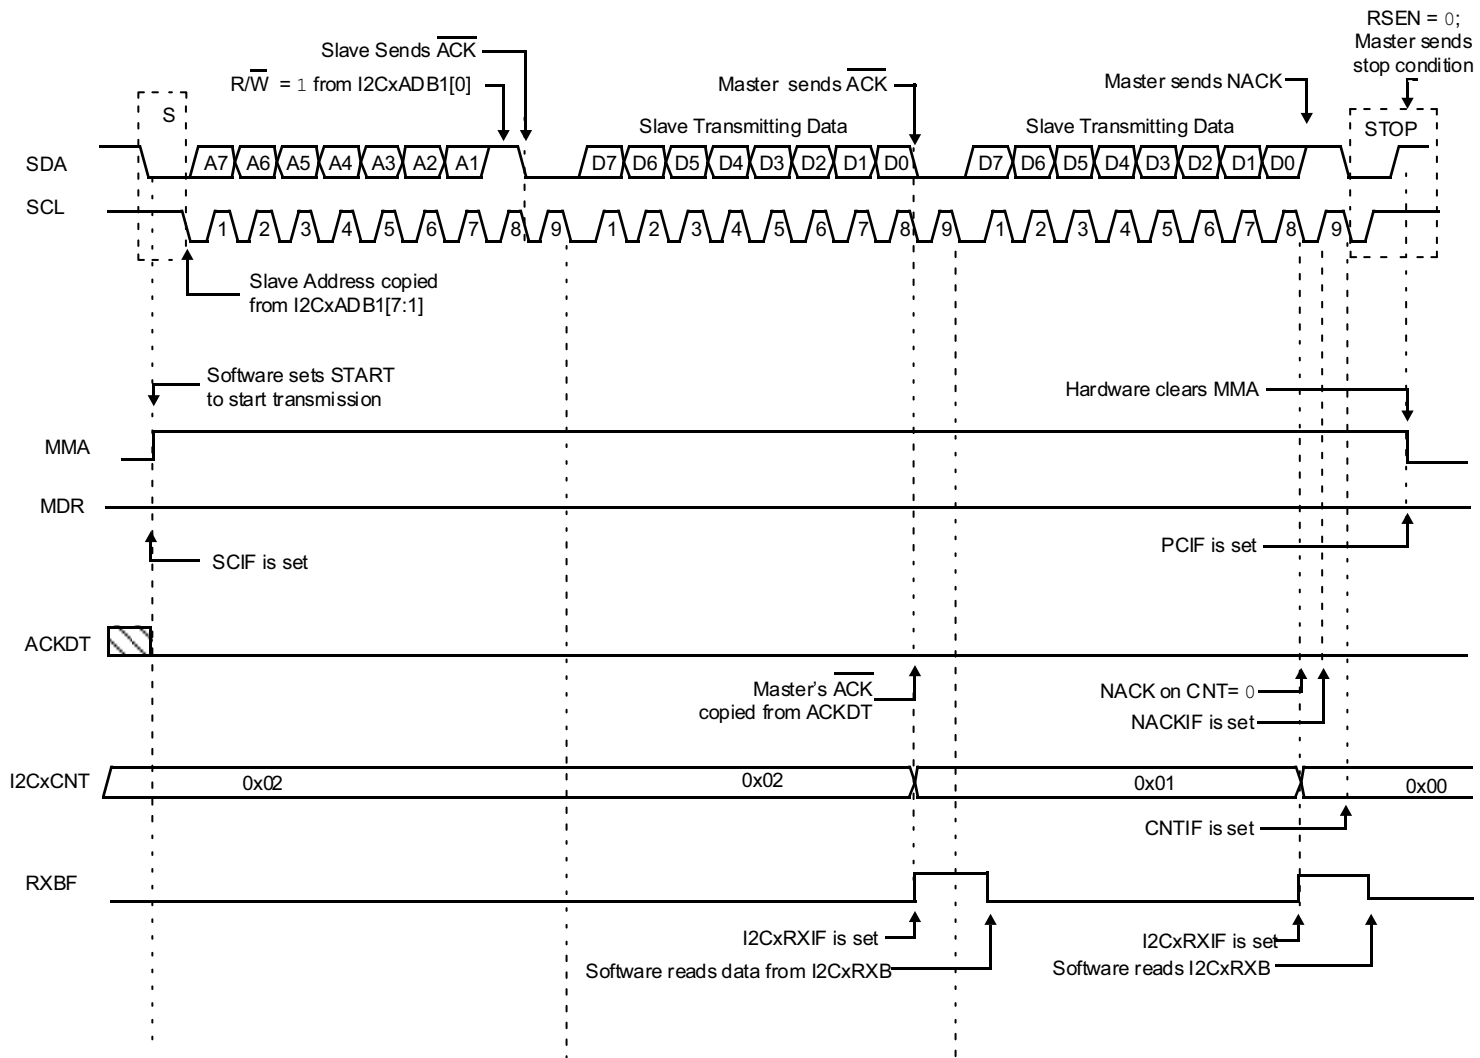 RSEN = 0;
Master sends
stop condition
Slave Sends ACK
R/W = 1 from I2CxADB1[0]
Master sends ACK
Master sends NACK
S
Slave Transmitting Data
Slave Transmitting Data
STOP
SDA
A7 A6 A5 A4 A3 A2 A1
D7 D6 D5 D4 D3 D2 D1 D0
D7 D6 D5 D4 D3 D2 D1 D0
SCL
1 2 3 4 5 6 7 8 9
1 2 3 4 5 6 7 8 9
1 2 3 4 5 6 7 8 9
Slave Address copied
from I2CxADB1[7:1]
Software sets START
to start transmission
Hardware clears MMA
MMA
MDR
SCIF is set
PCIF is set
ACKDT
Master's ACK
copied from ACKDT
NACK on CNT= 0
NACKIF is set
I2CxCNT
0x02
0x02
0x01
0x00
CNTIF is set
RXBF
I2CxRXIF is set
Software reads data from I2CxRXB
I2CxRXIF is set
Software reads I2CxRXB